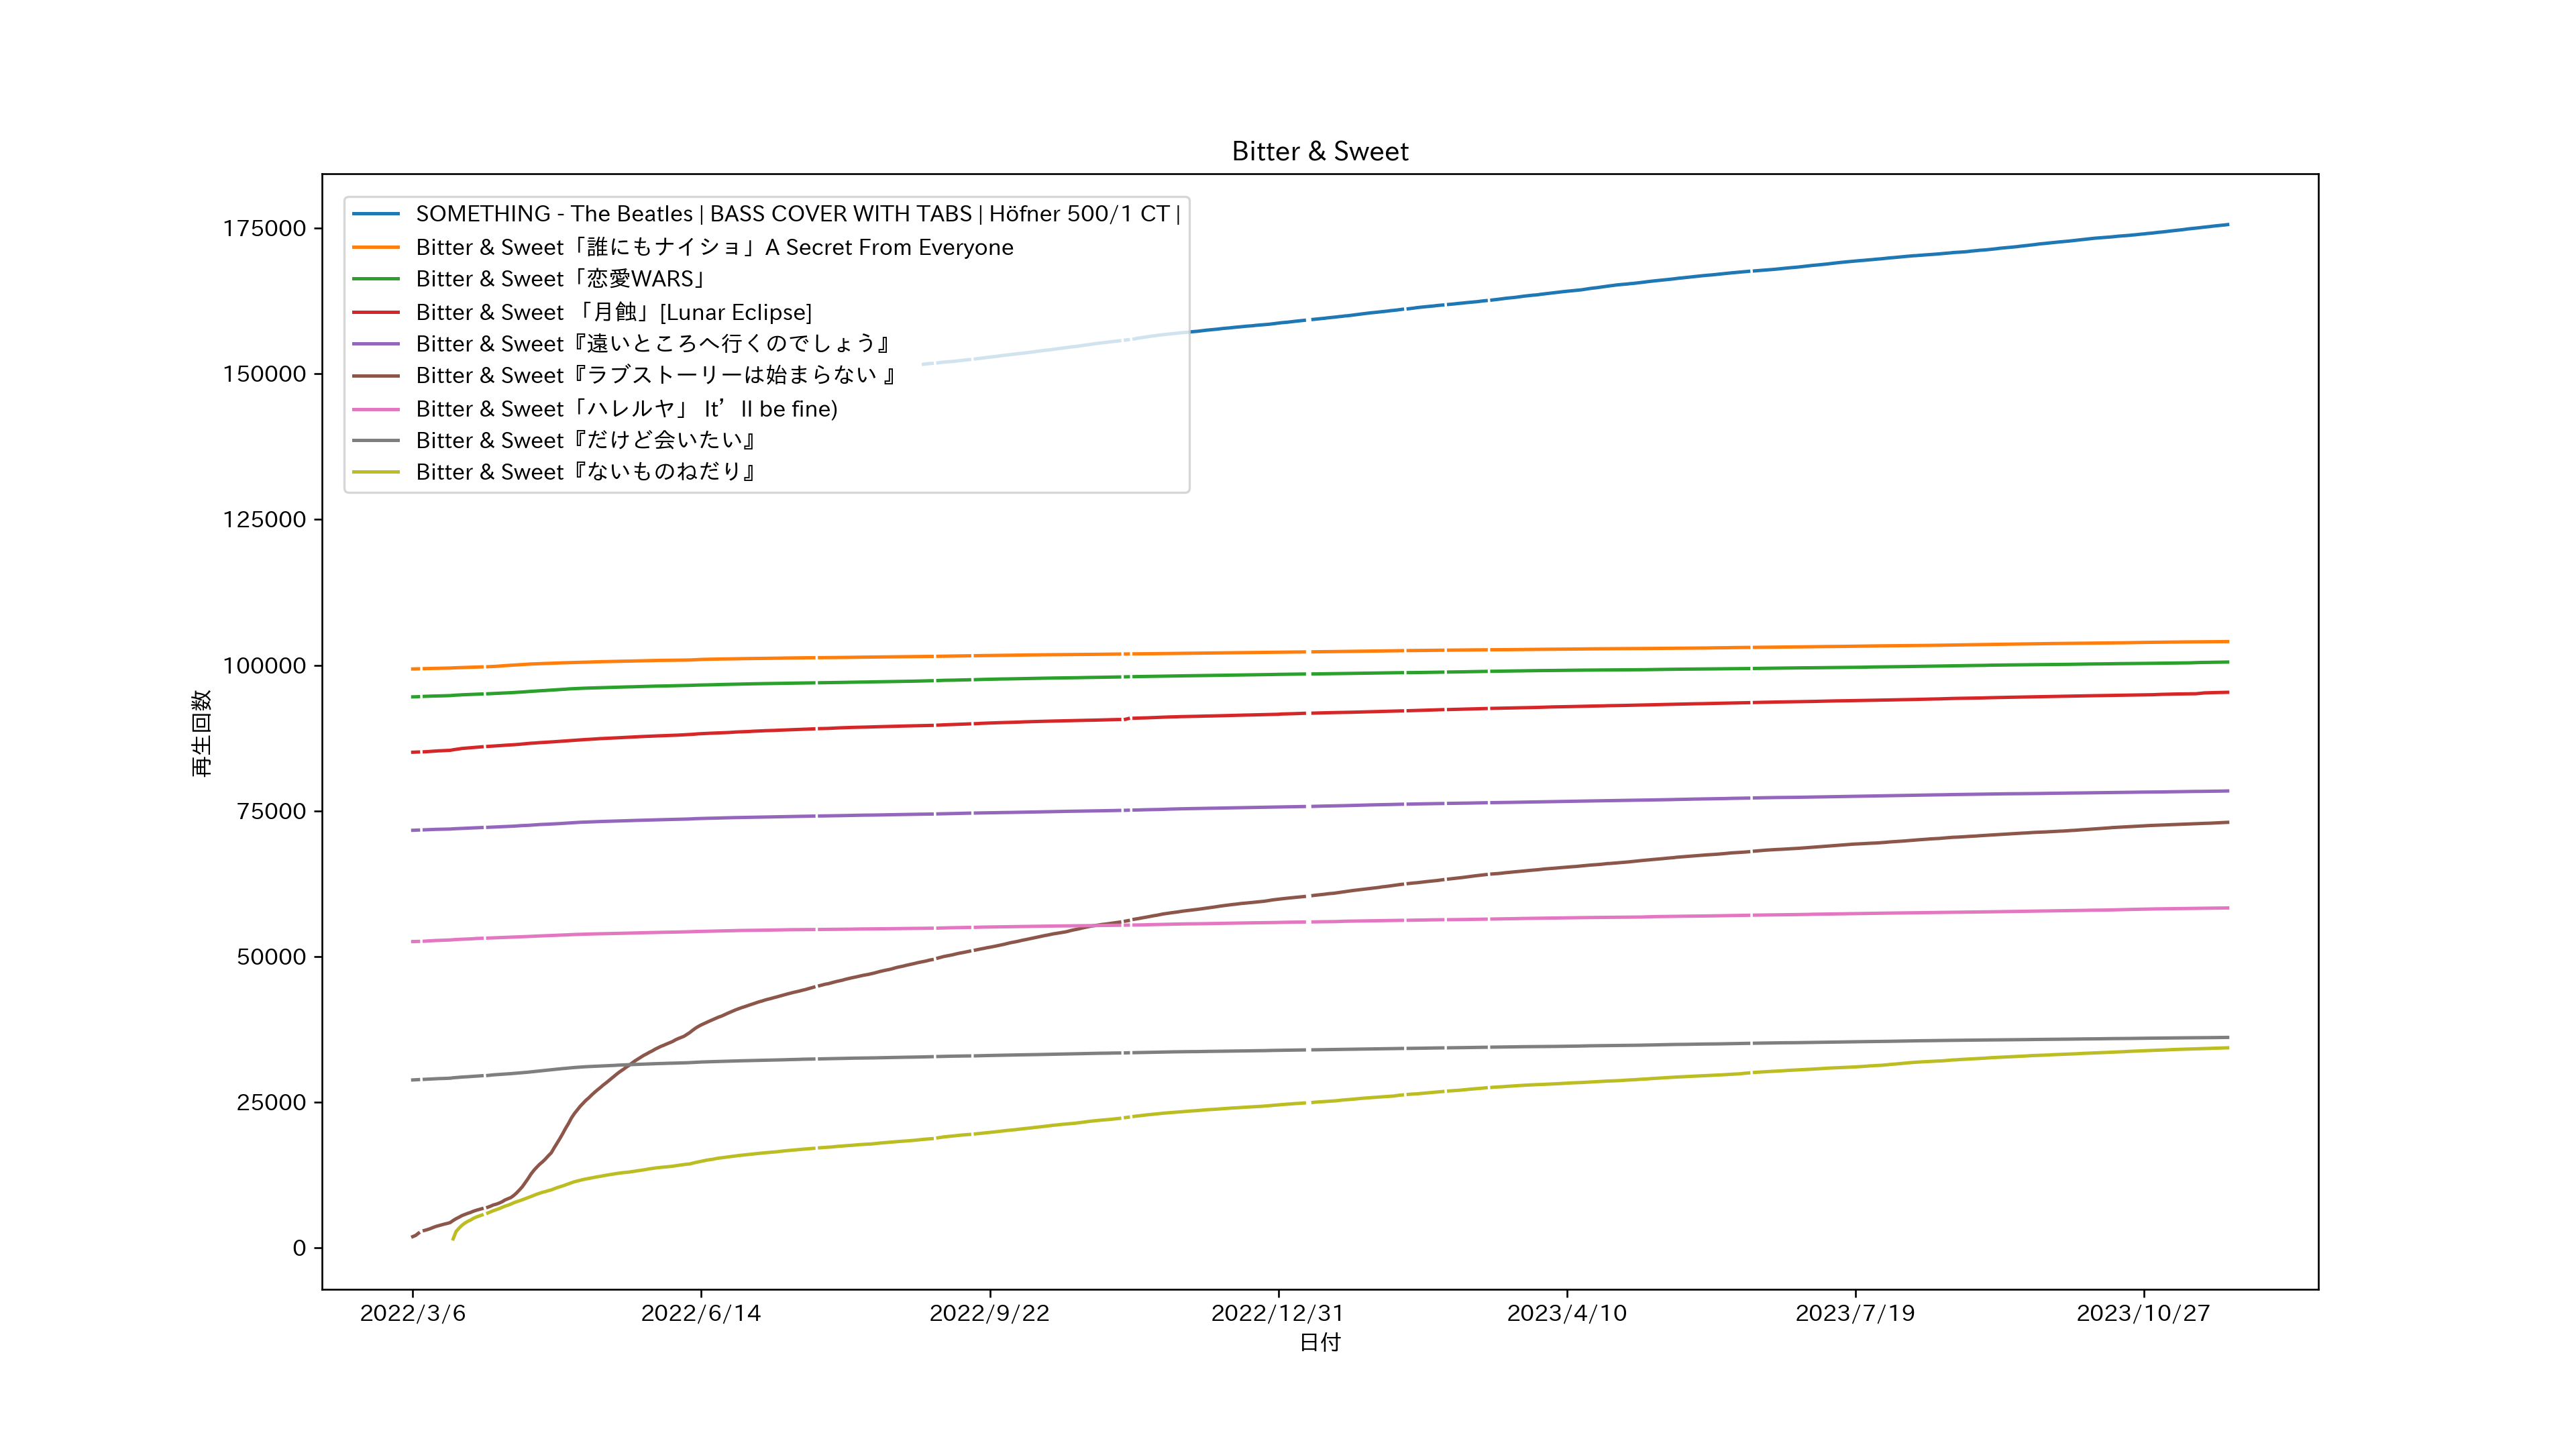 Bitter & Sweet
SOMETHING - The Beatles | BASS COVER WITH TABS | Höfner 500/1 CT |
Bitter & Sweet「誰にもナイショ」A Secret From Everyone
Bitter & Sweet「恋愛WARS」
Bitter & Sweet 「月蝕」[Lunar Eclipse]
Bitter & Sweet『遠いところへ行くのでしょう』
Bitter & Sweet『ラブストーリーは始まらない 』
Bitter & Sweet「ハレルヤ」 It’ll be fine)
Bitter & Sweet『だけど会いたい』
Bitter & Sweet『ないものねだり』
再生回数
175000
150000
125000
100000
75000
50000
25000
0
2022/3/6
2022/6/14
2022/9/22
2022/12/31
2023/4/10
2023/7/19
2023/10/27
日付